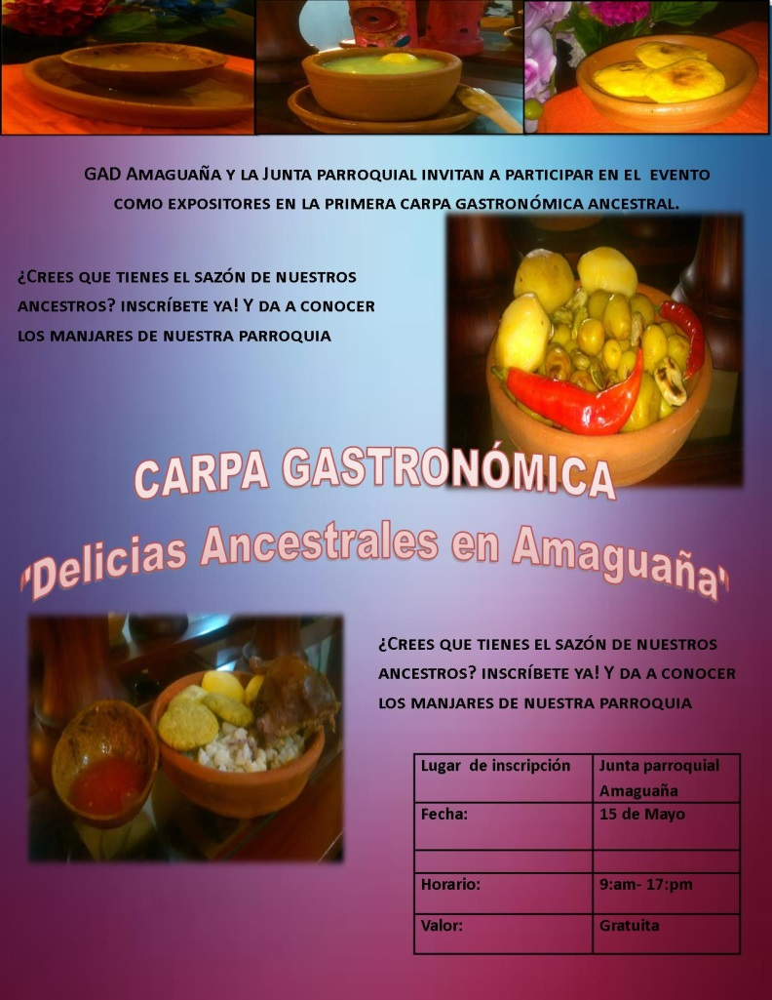 GAD Amaguaña y la Junta parroquial invitan a participar en el evento
como expositores en la primera carpa gastronómica ancestral.
¿Crees que tienes el sazón de nuestros
ancestros? inscríbete ya! Y da a conocer
los manjares de nuestra parroquia
CARPA GASTRONÓMICA
"Delicias Ancestrales en Amaguaña"
¿Crees que tienes el sazón de nuestros
ancestros? inscríbete ya! Y da a conocer
los manjares de nuestra parroquia
Lugar de inscripción Junta parroquial
Amaguaña
Fecha: 15 de Mayo
Horario: 9:am- 17:pm
Valor: Gratuita